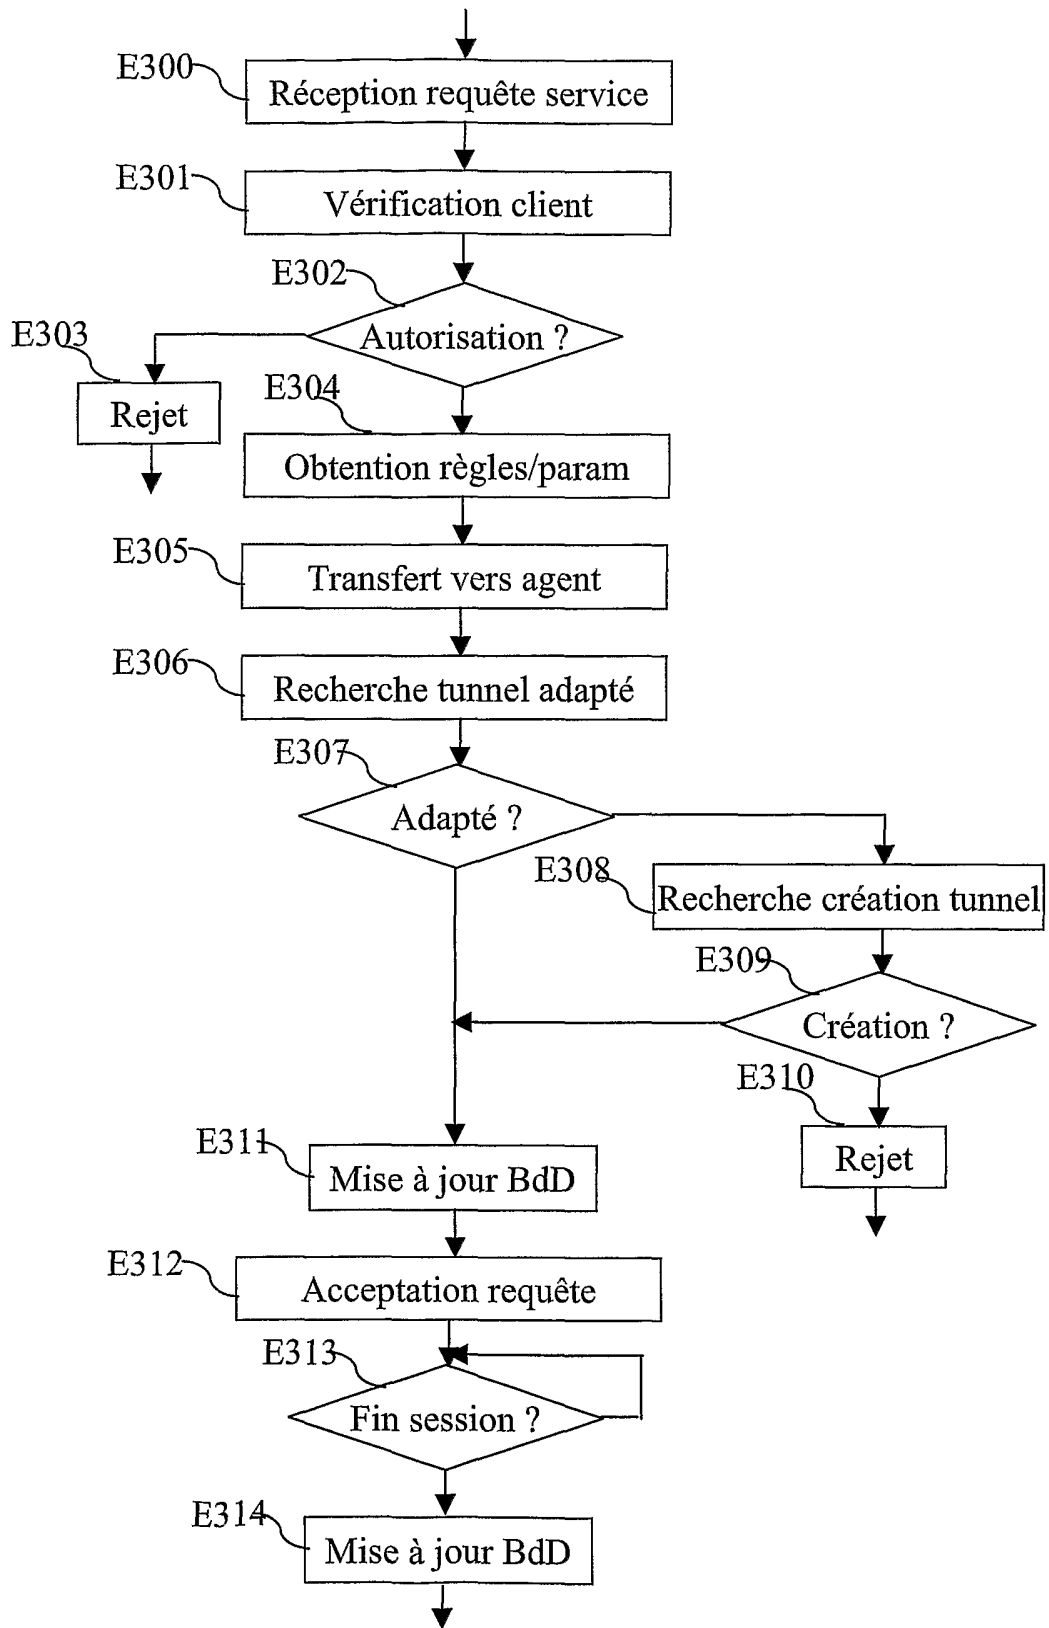 E300
Réception requête service
E301
Vérification client
E302
Autorisation ?
E303
Rejet
E304
Obtention règles/param
E305
Transfert vers agent
E306
Recherche tunnel adapté
E307
Adapté ?
E308
Recherche création tunnel
E309
Création ?
E310
Rejet
E311
Mise à jour BdD
E312
Acceptation requête
E313
Fin session ?
E314
Mise à jour BdD